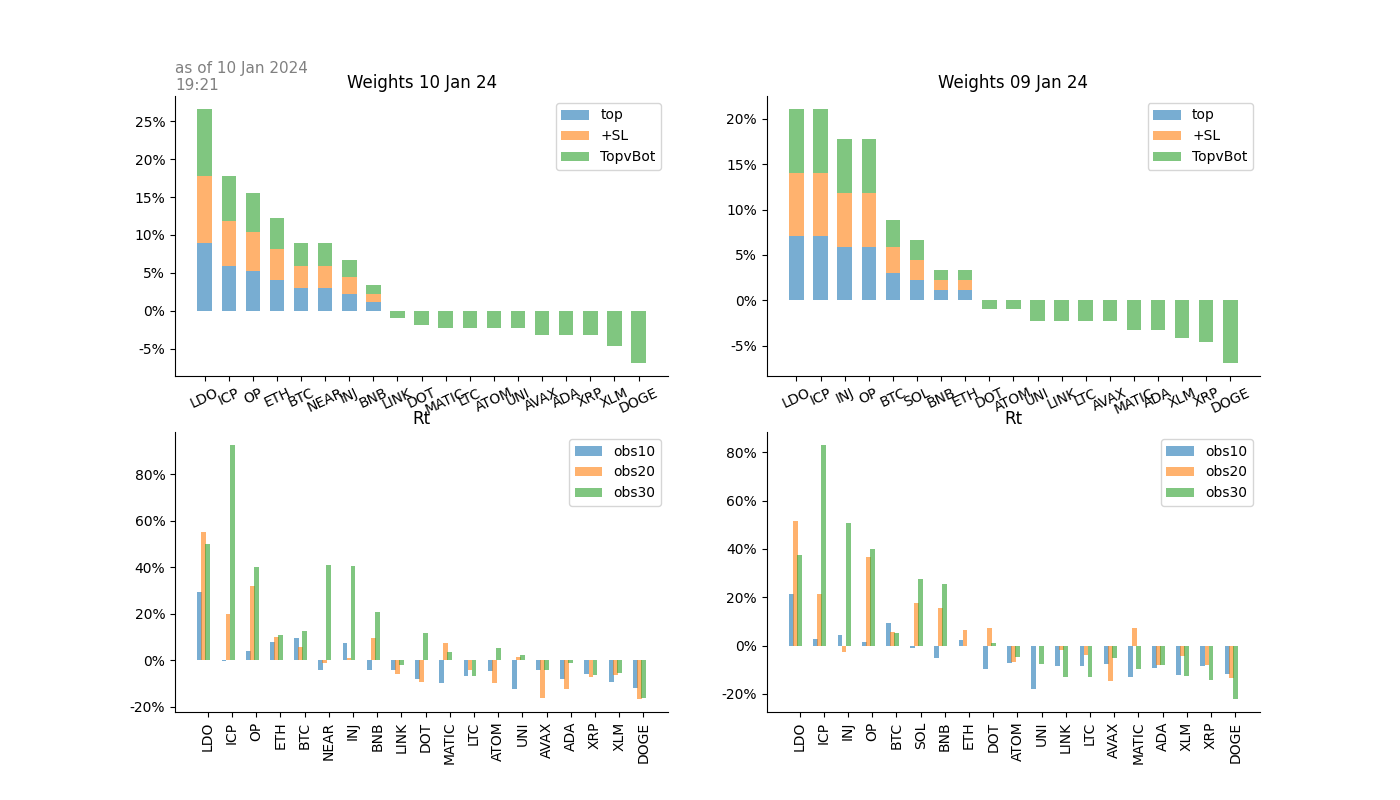 as of 10 Jan 2024
19:21
Weights 10 Jan 24
25%
20%
15%
10%
5%
0%
-5%
top
+SL
TopvBot
LDO ICP OP ETH BTC NEAR INJ BNB LINK DOT MATIC LTC ATOM UNI AVAX ADA XRP XLM DOGE
Weights 09 Jan 24
20%
15%
10%
5%
0%
-5%
top
+SL
TopvBot
LDO ICP INJ OP BTC SOL BNB ETH DOT ATOM UNI LINK LTC AVAX MATIC ADA XLM XRP DOGE
Rt
80%
60%
40%
20%
0%
-20%
obs10
obs20
obs30
LDO ICP OP ETH BTC NEAR INJ BNB LINK DOT MATIC LTC ATOM UNI AVAX ADA XRP XLM DOGE
Rt
80%
60%
40%
20%
0%
-20%
obs10
obs20
obs30
LDO ICP INJ OP BTC SOL BNB ETH DOT ATOM UNI LINK LTC AVAX MATIC ADA XLM XRP DOGE